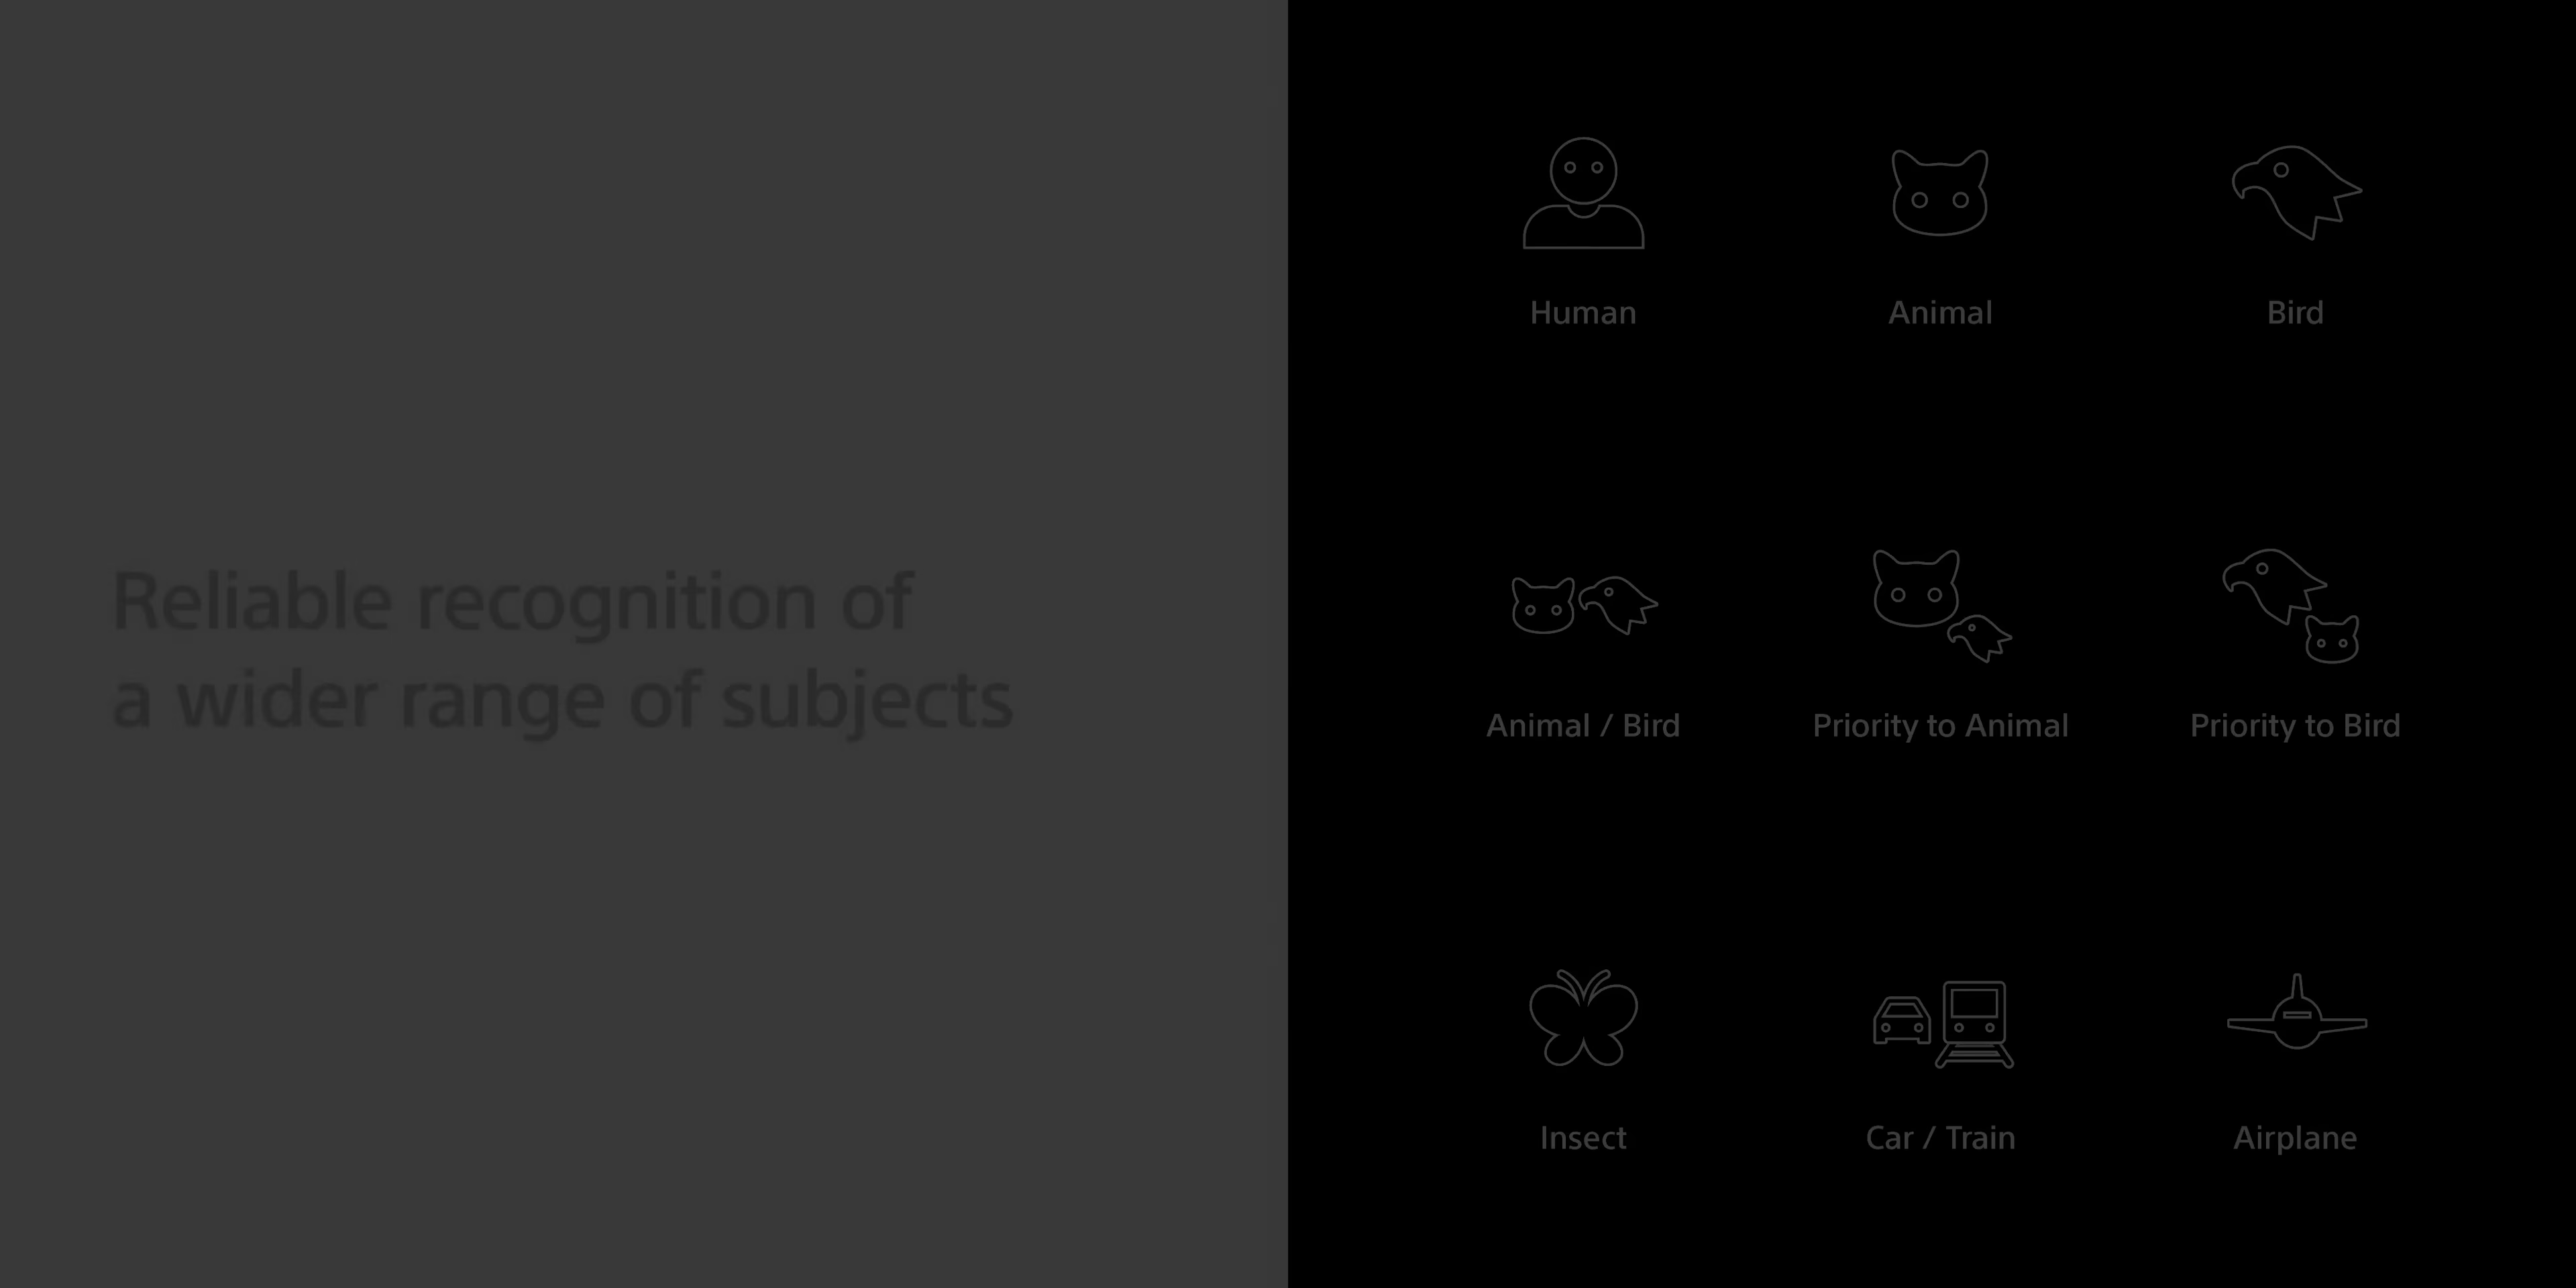 Reliable recognition of
a wider range of subjects
Human
Animal
Bird
Animal / Bird
Priority to Animal
Priority to Bird
Insect
Car / Train
Airplane